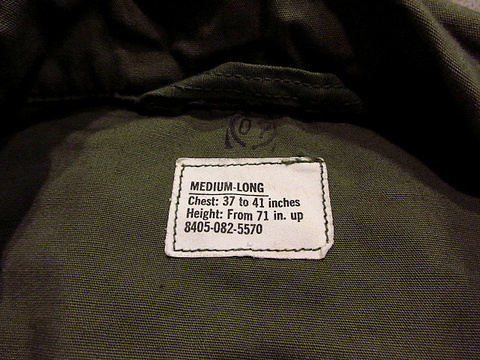 MEDIUM-LONG
Chest: 37 to 41 inches
Height: From 71 in. up
8405-082-5570